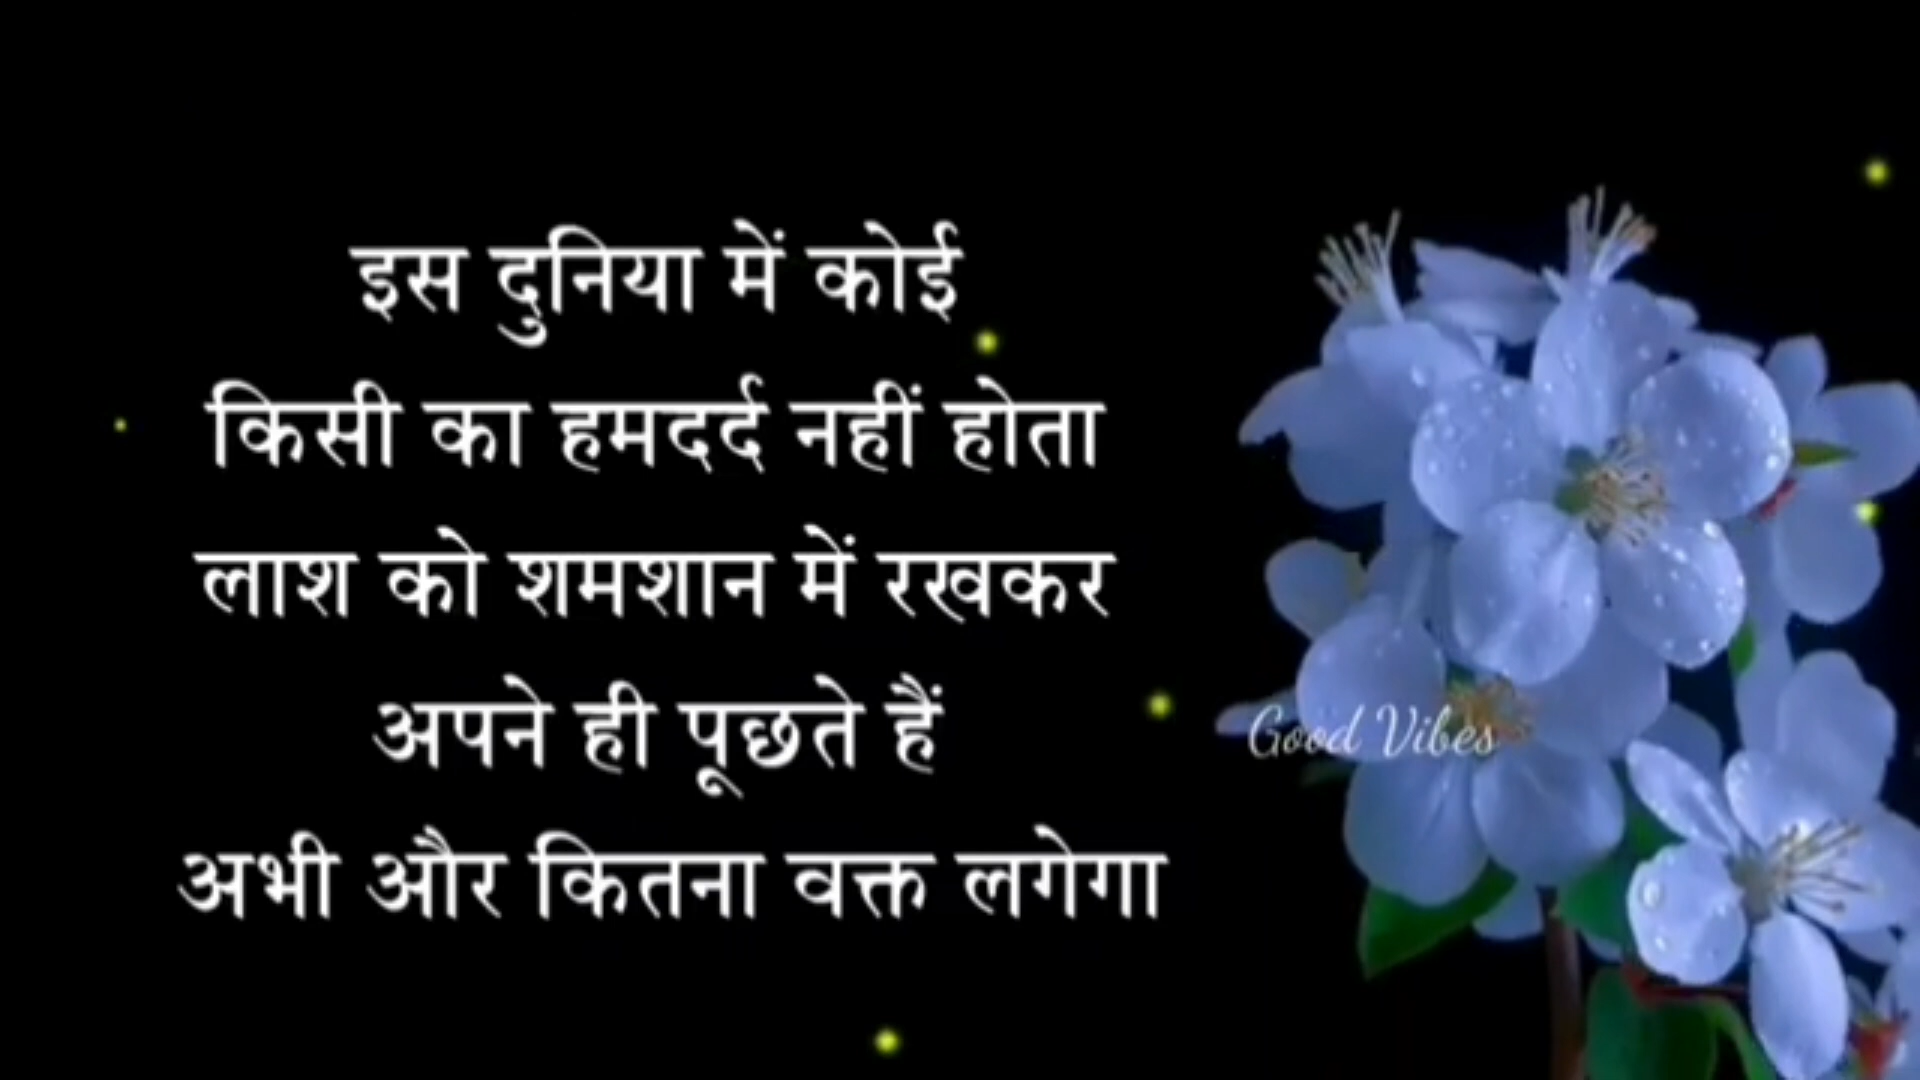 इस दुनिया में कोई
किसी का हमदर्द नहीं होता
लाश को शमशान में रखकर
अपने ही पूछते हैं
अभी और कितना वक्त लगेगा
Good Vibes